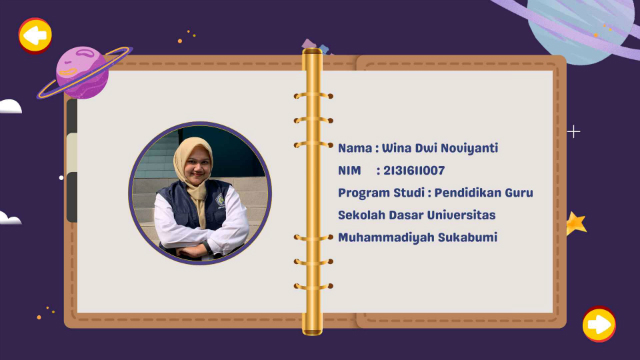 Nama : Wina Dwi Noviyanti
NIM : 2131611007
Program Studi : Pendidikan Guru
Sekolah Dasar Universitas
Muhammadiyah Sukabumi